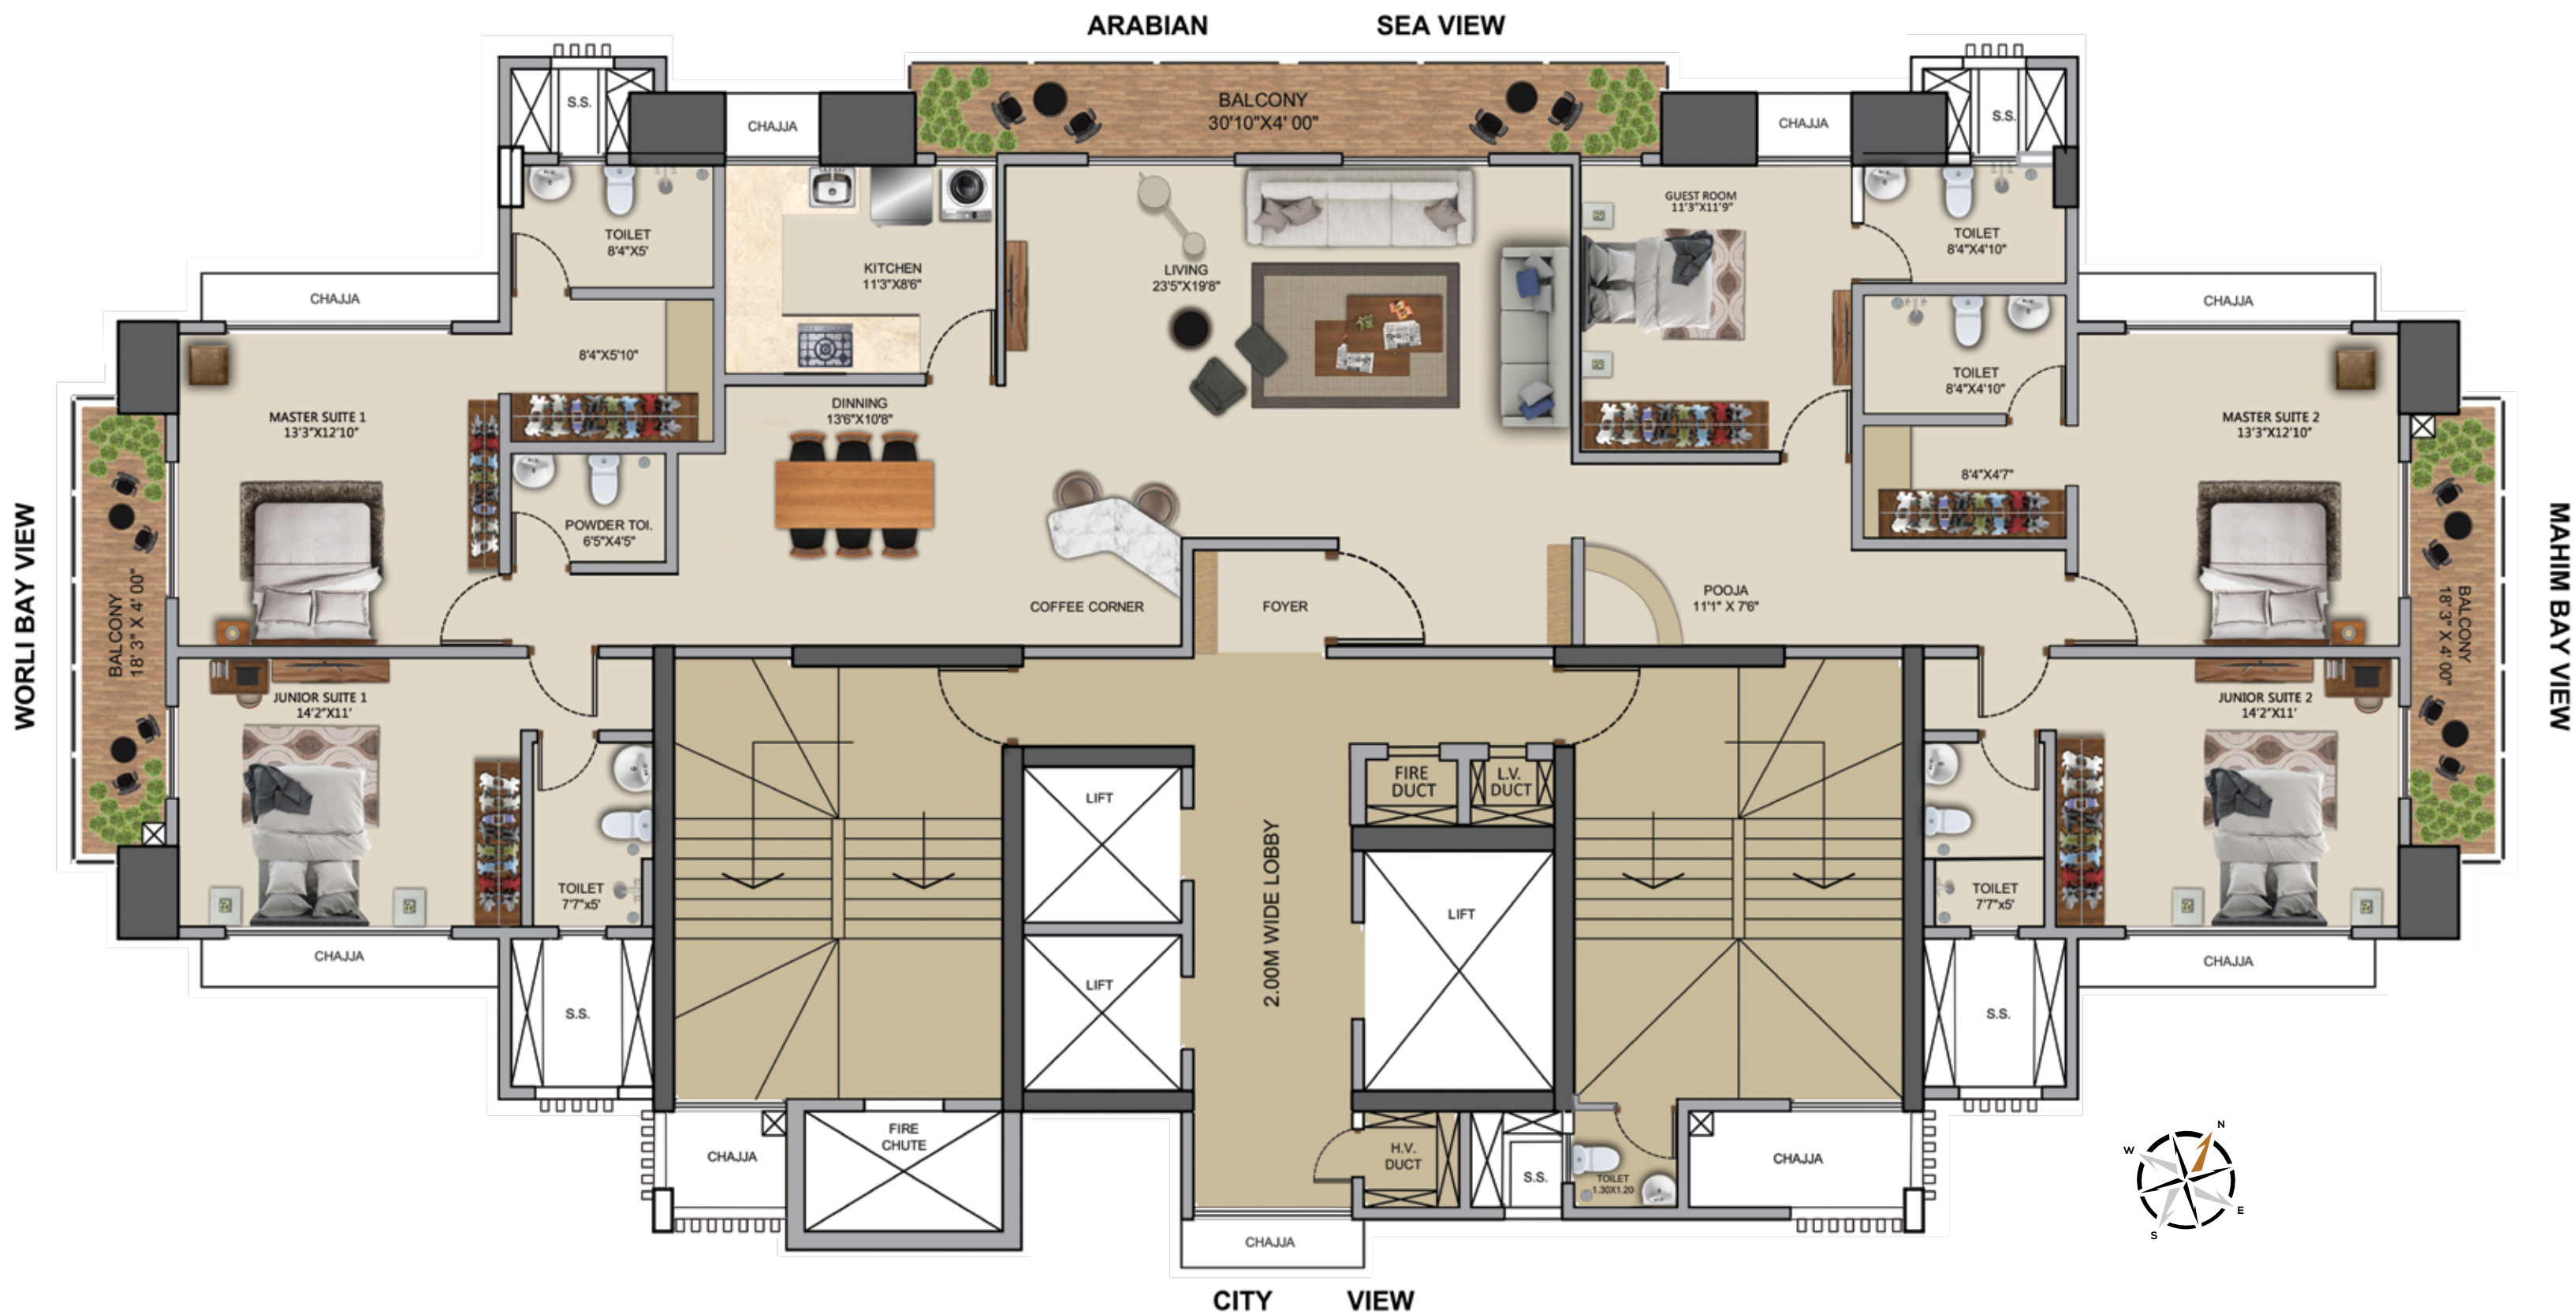 ARABIAN SEA VIEW
S.S.
CHAJJA
BALCONY
30'10"X4' 00"
CHAJJA
S.S.
TOILET
8'4"X5'
KITCHEN
11'3"X8'6"
LIVING
23'5"X19'8"
GUEST ROOM
11'3"X11'9"
TOILET
8'4"X4'10"
CHAJJA
CHAJJA
8'4"X5'10"
TOILET
8'4"X4'10"
MASTER SUITE 1
13'3"X12'10"
DINNING
13'6"X10'8"
MASTER SUITE 2
13'3"X12'10"
8'4"X4'7"
POWDER TOI.
6'5"X4'5"
WORLI BAY VIEW
BALCONY
18' 3" X 4' 00"
COFFEE CORNER
FOYER
POOJA
11'1" X 7'6"
BALCONY
18' 3" X 4' 00"
MAHIM BAY VIEW
JUNIOR SUITE 1
14'2"X11'
JUNIOR SUITE 2
14'2"X11'
LIFT
FIRE
DUCT
L.V.
DUCT
2.00M WIDE LOBBY
TOILET
7'7"x5'
LIFT
TOILET
7'7"x5'
CHAJJA
CHAJJA
LIFT
S.S.
S.S.
FIRE
CHUTE
CHAJJA
H.V.
DUCT
S.S.
TOILET
1.30X1.20
CHAJJA
N
W
E
S
CHAJJA
CITY VIEW